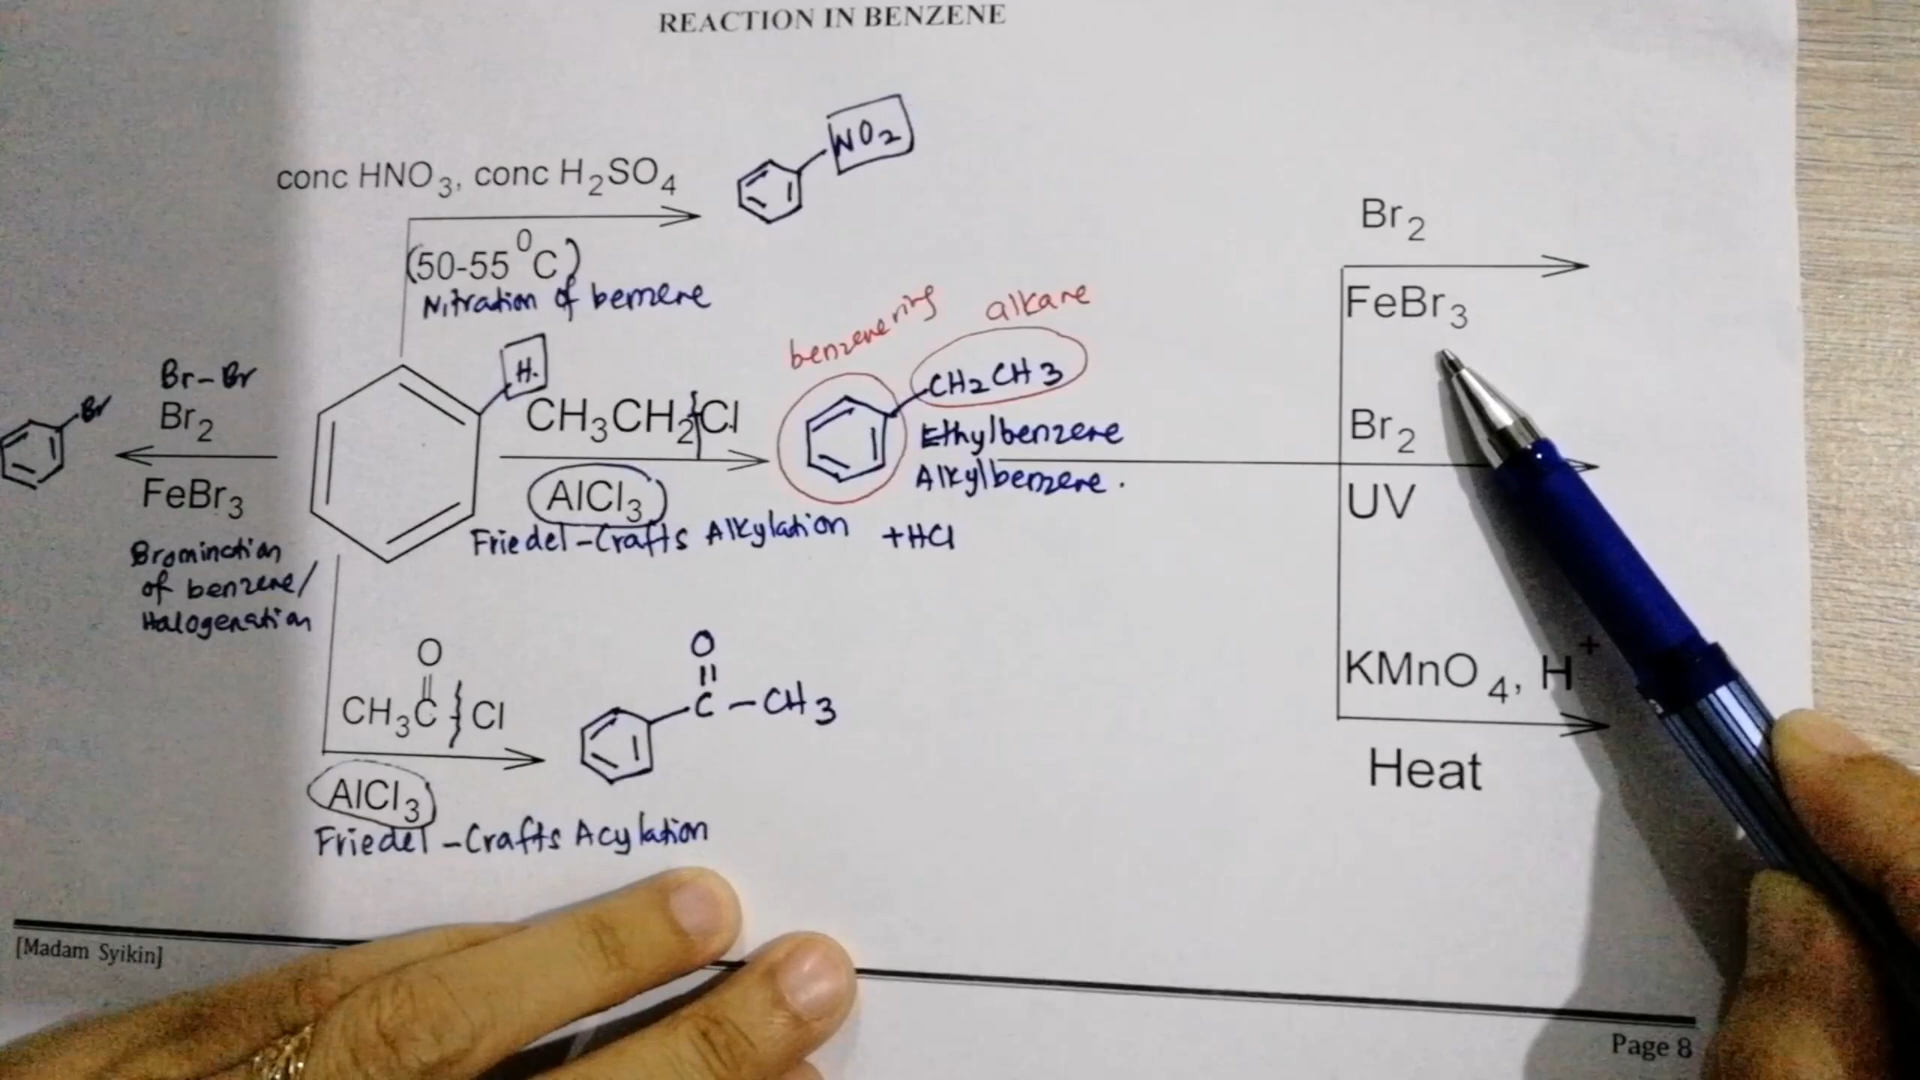 REACTION IN BENZENE
conc HNO3, conc H2SO4
NO2
(50-55 0C)
Nitration of benzene
Br2
FeBr3
benzene ring
alkane
H.
Br-Br
Br2
FeBr3
Br
CH3CH2}Cl
AlCl3
CH2CH3
Ethylbenzene
Alkylbenzene.
Friedel-Crafts Alkylation +HCl
Br2
UV
Bromination
of benzene/
Halogenation
O
CH3C}Cl
AlCl3
Friedel-Crafts Acylation
O
C-CH3
KMnO4, H+
Heat
[Madam Syikin]
Page 8